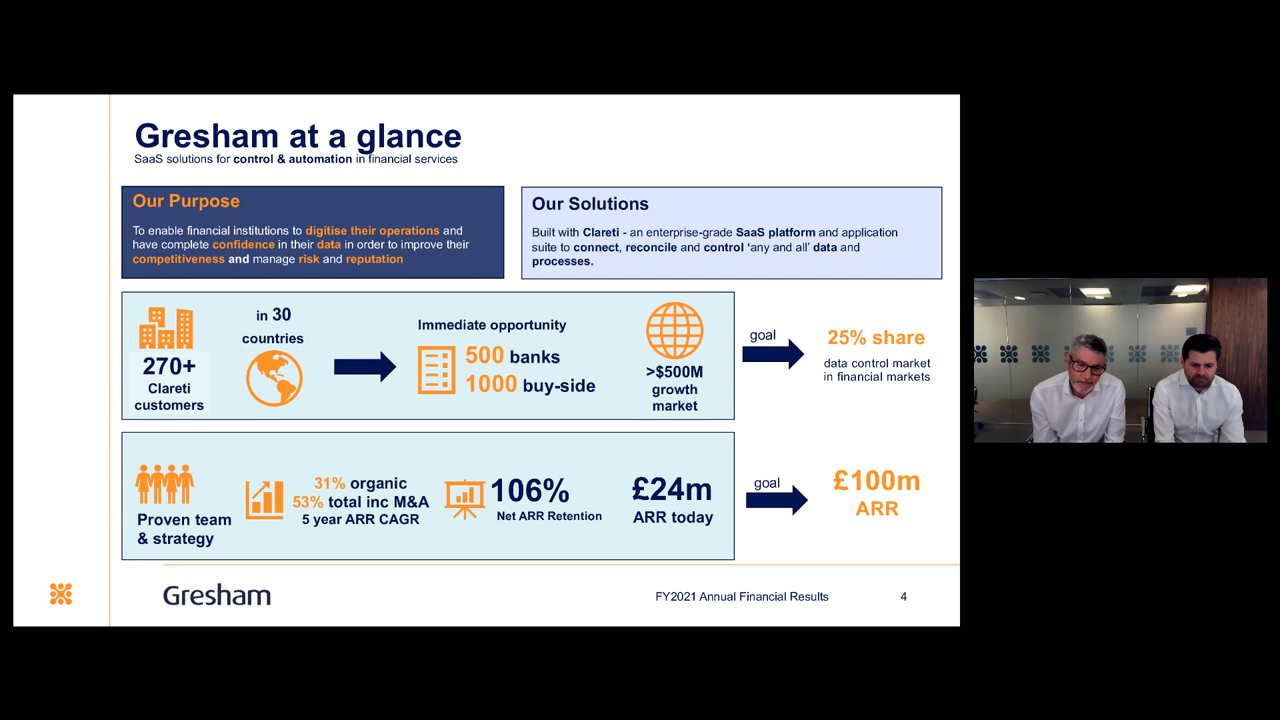 Gresham at a glance
SaaS solutions for control & automation in financial services
Our Purpose
To enable financial institutions to digitise their operations and
have complete confidence in their data in order to improve their
competitiveness and manage risk and reputation
Our Solutions
Built with Clareti - an enterprise-grade SaaS platform and application
suite to connect, reconcile and control ‘any and all’ data and
processes.
270+
Clareti
customers
in 30
countries
Immediate opportunity
500 banks
1000 buy-side
>$500M
growth
market
goal
25% share
data control market
in financial markets
Proven team
& strategy
31% organic
53% total inc M&A
5 year ARR CAGR
106%
Net ARR Retention
£24m
ARR today
goal
£100m
ARR
Gresham
FY2021 Annual Financial Results
4